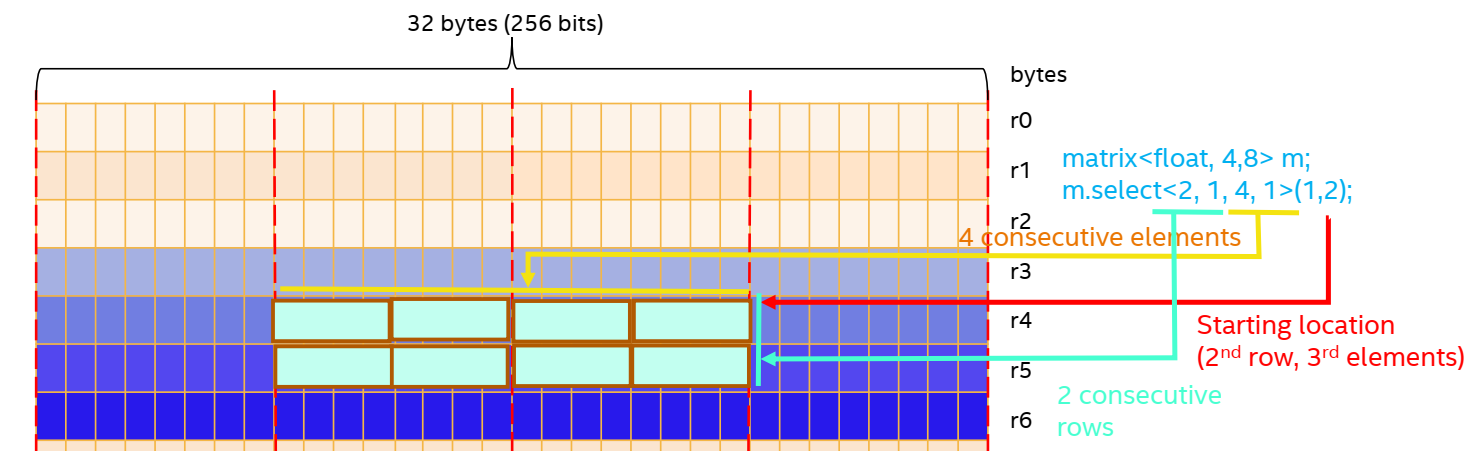 32 bytes (256 bits)
bytes
r0
r1
matrix<float, 4,8> m;
m.select<2, 1, 4, 1>(1,2);
r2
4 consecutive elements
r3
r4
Starting location
(2nd row, 3rd elements)
r5
2 consecutive
rows
r6